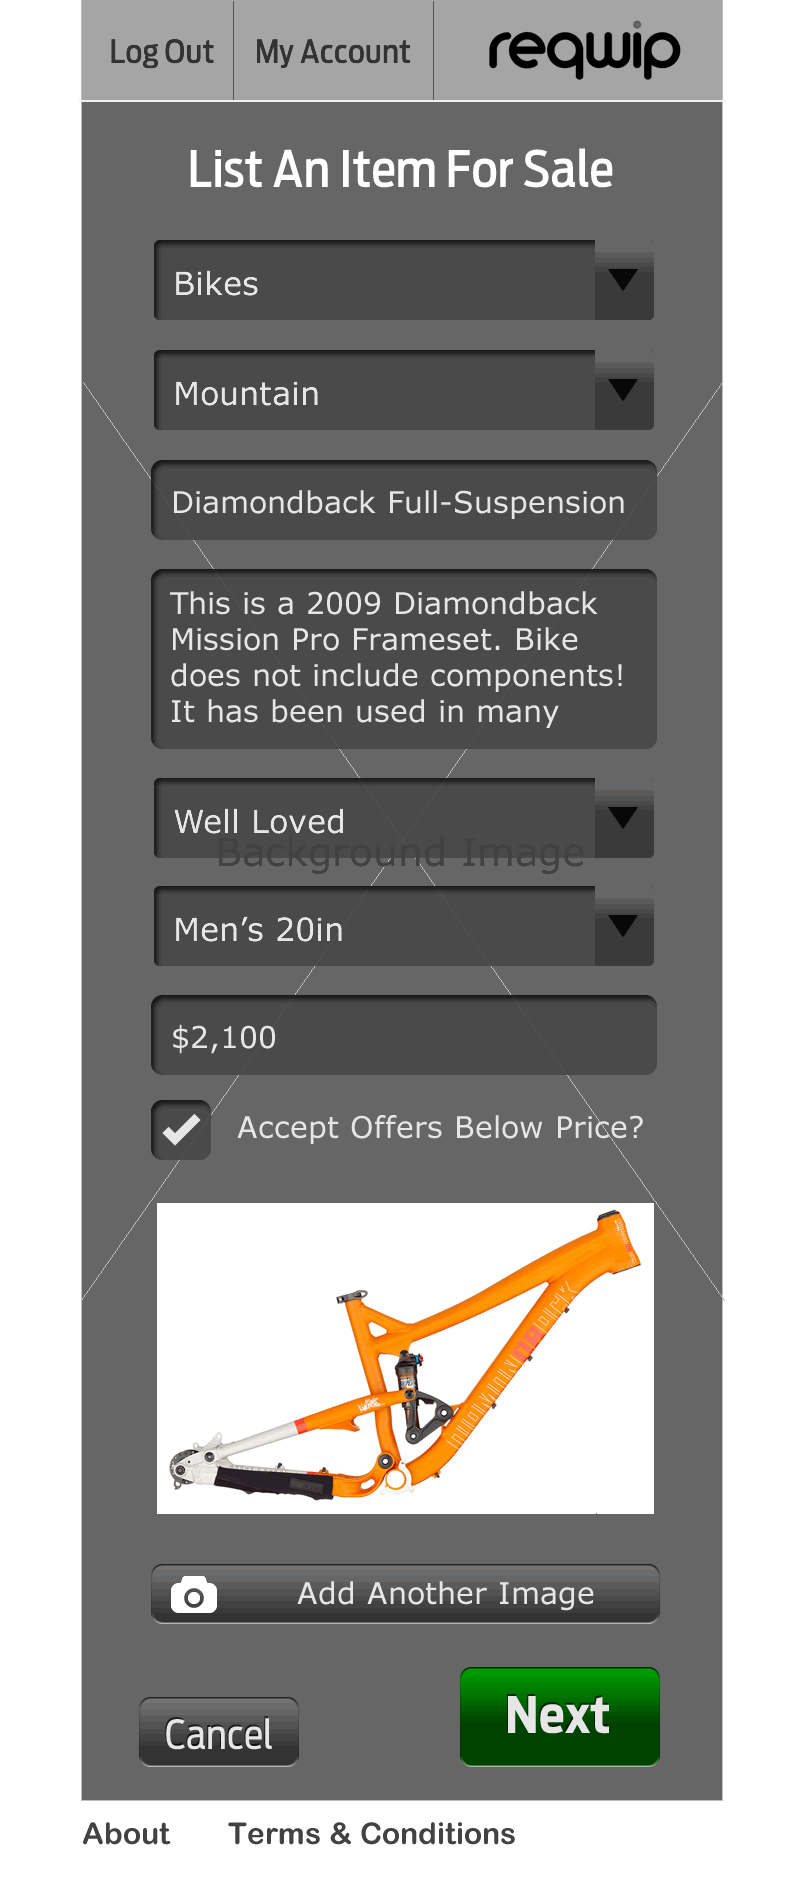 Log Out
My Account
reqwip
List An Item For Sale
Bikes
Mountain
Diamondback Full-Suspension
This is a 2009 Diamondback
Mission Pro Frameset. Bike
does not include components!
It has been used in many
Well Loved
Background Image
Men’s 20in
$2,100
Accept Offers Below Price?
Add Another Image
Cancel
Next
About
Terms & Conditions